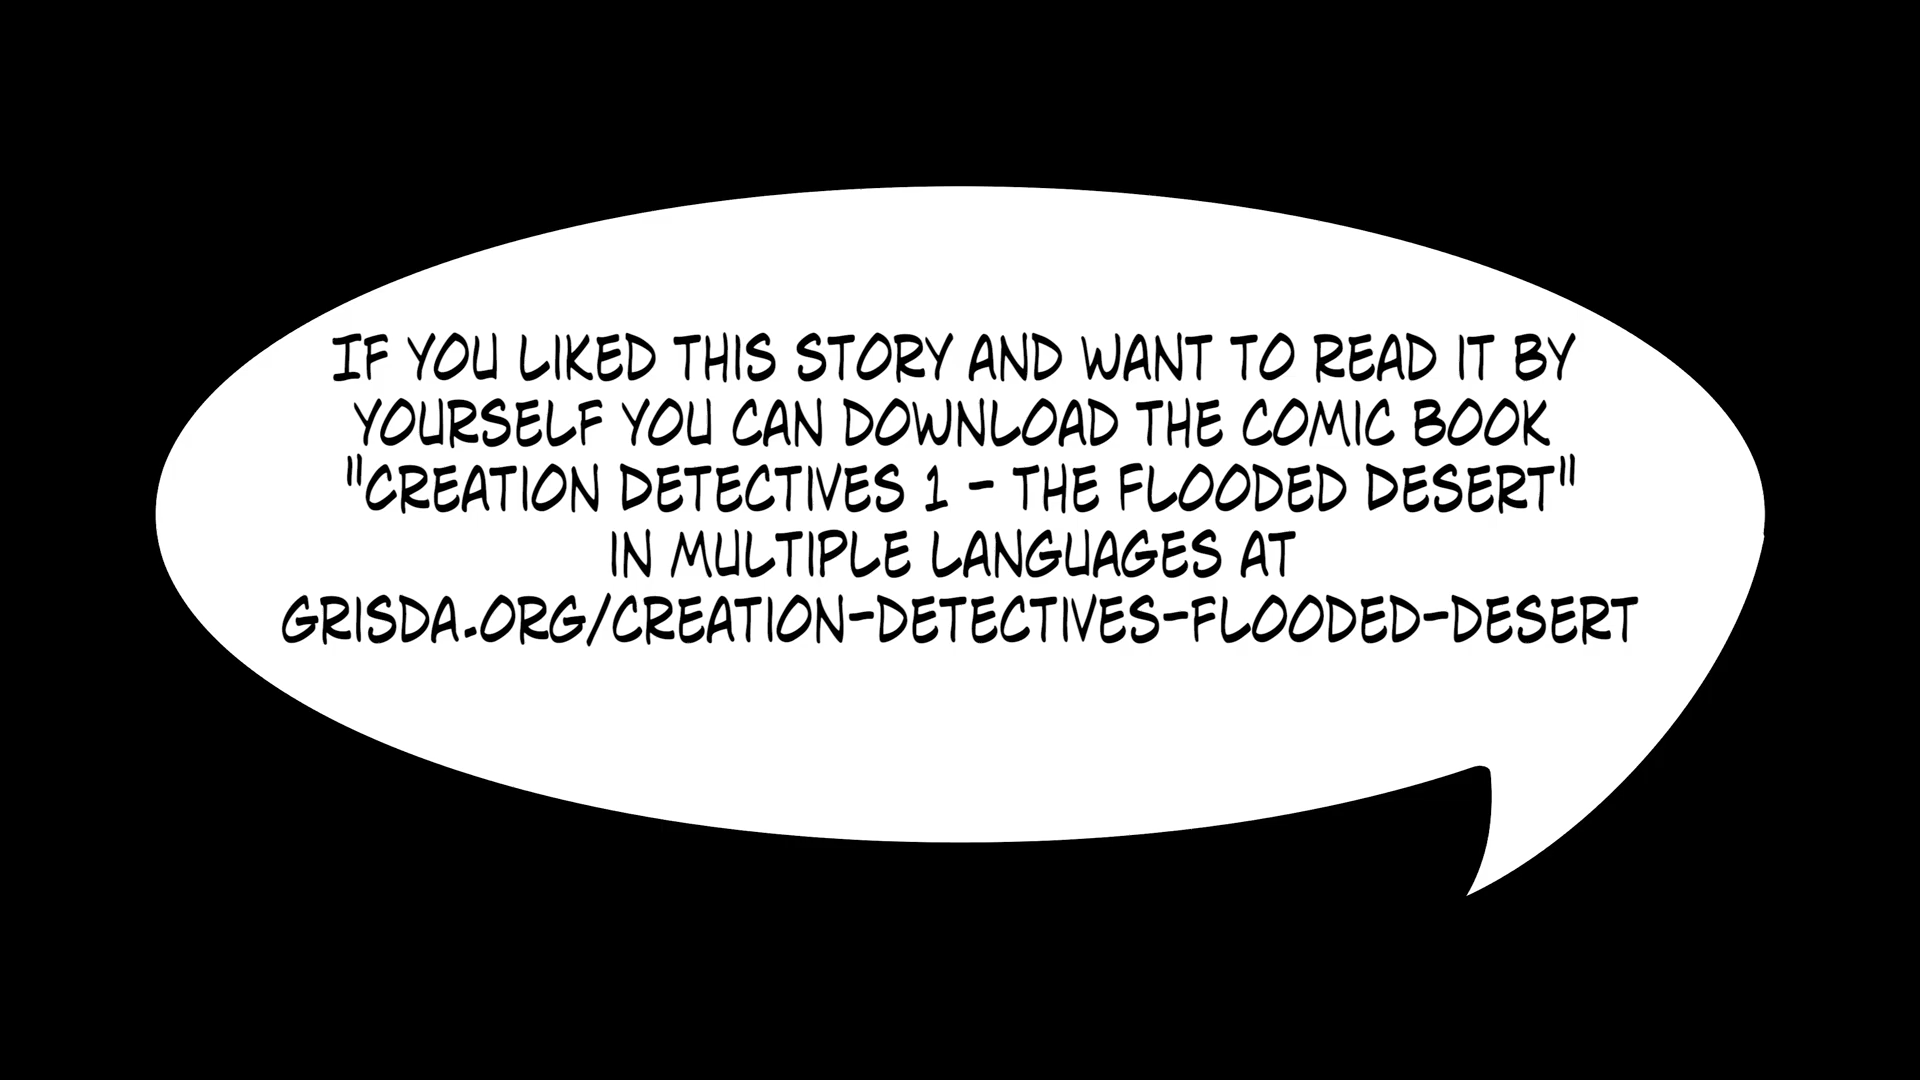 IF YOU LIKED THIS STORY AND WANT TO READ IT BY
YOURSELF YOU CAN DOWNLOAD THE COMIC BOOK
"CREATION DETECTIVES 1 - THE FLOODED DESERT"
IN MULTIPLE LANGUAGES AT
GRISDA.ORG/CREATION-DETECTIVES-FLOODED-DESERT